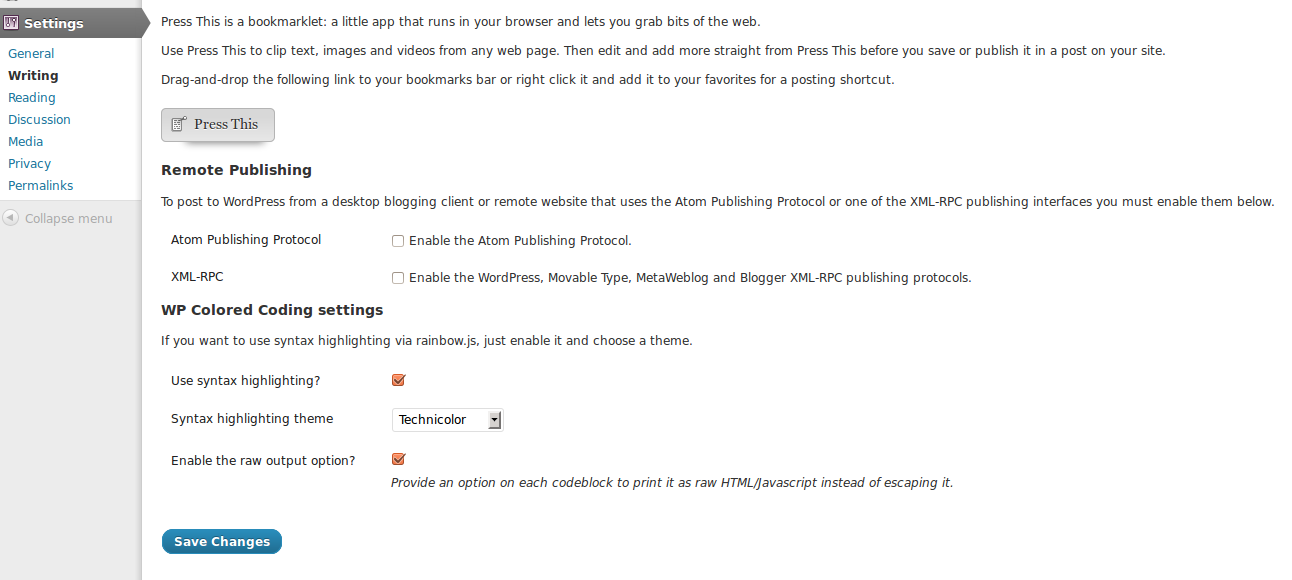 Settings
General
Writing
Reading
Discussion
Media
Privacy
Permalinks
Collapse menu
Press This is a bookmarklet: a little app that runs in your browser and lets you grab bits of the web.
Use Press This to clip text, images and videos from any web page. Then edit and add more straight from Press This before you save or publish it in a post on your site.
Drag-and-drop the following link to your bookmarks bar or right click it and add it to your favorites for a posting shortcut.
Press This
Remote Publishing
To post to WordPress from a desktop blogging client or remote website that uses the Atom Publishing Protocol or one of the XML-RPC publishing interfaces you must enable them below.
Atom Publishing Protocol
Enable the Atom Publishing Protocol.
XML-RPC
Enable the WordPress, Movable Type, MetaWeblog and Blogger XML-RPC publishing protocols.
WP Colored Coding settings
If you want to use syntax highlighting via rainbow.js, just enable it and choose a theme.
Use syntax highlighting?
Syntax highlighting theme
Technicolor
Enable the raw output option?
Provide an option on each codeblock to print it as raw HTML/Javascript instead of escaping it.
Save Changes